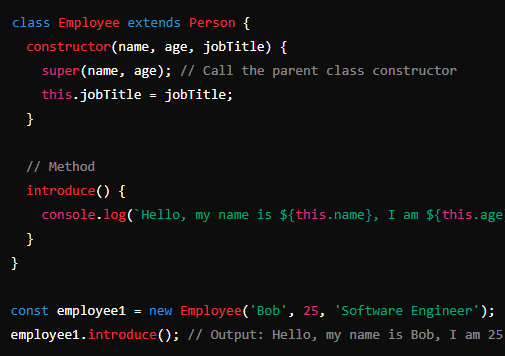 class Employee extends Person {
  constructor(name, age, jobTitle) {
    super(name, age); // Call the parent class constructor
    this.jobTitle = jobTitle;
  }

  // Method
  introduce() {
    console.log(`Hello, my name is ${this.name}, I am ${this.age
  }
}

const employee1 = new Employee('Bob', 25, 'Software Engineer');
employee1.introduce(); // Output: Hello, my name is Bob, I am 25